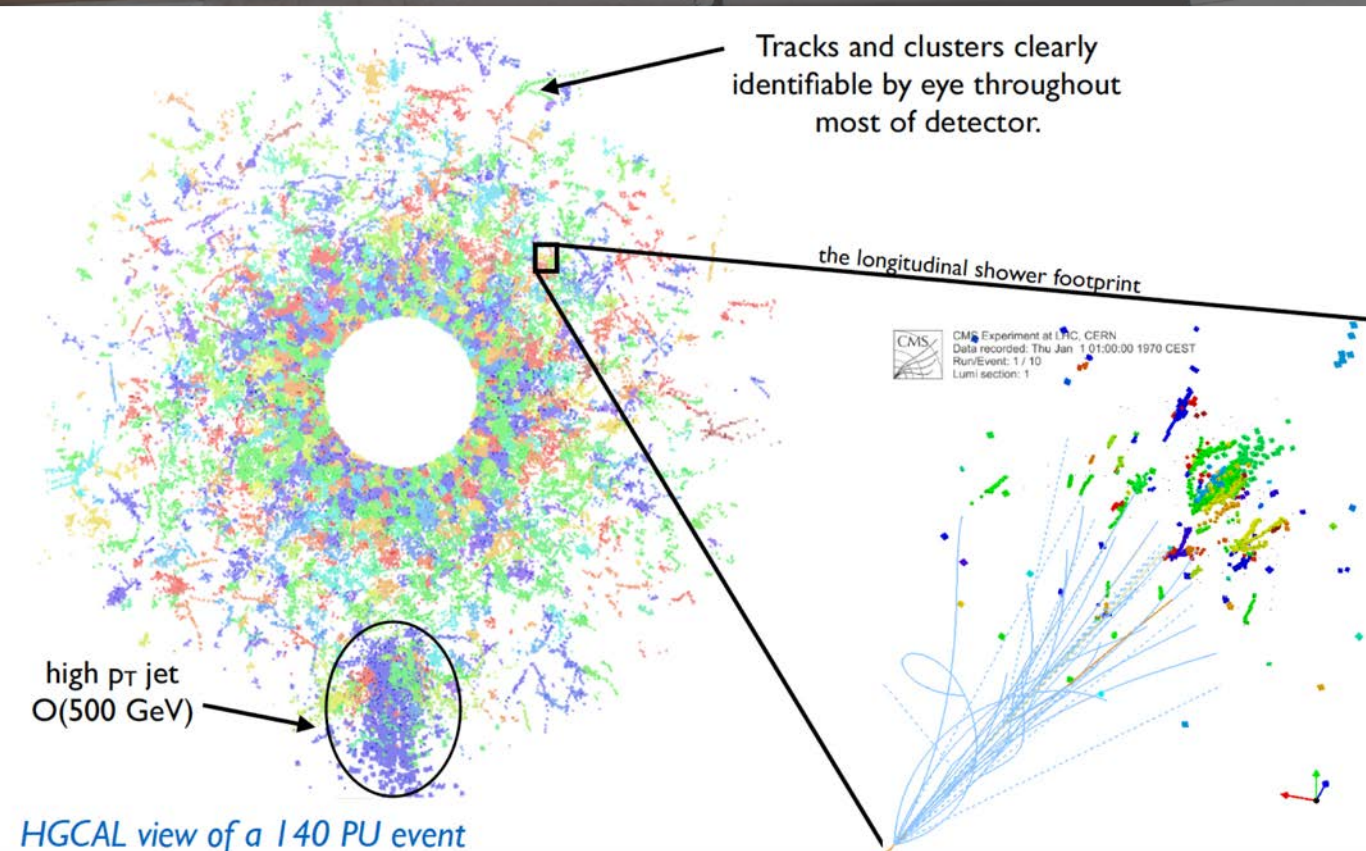 Tracks and clusters clearly
identifiable by eye throughout
most of detector.
the longitudinal shower footprint
CMS
CMS Experiment at LHC, CERN
Data recorded: Thu Jan 1 01:00:00 1970 CEST
Run/Event: 1 / 10
Lumi section: 1
high pT jet
O(500 GeV)
HGCAL view of a 140 PU event